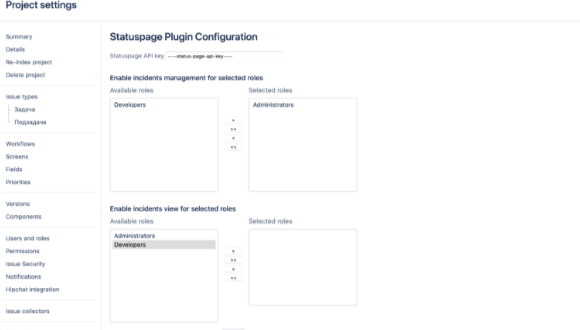 Project settings
Summary
Details
Re-index project
Delete project
Issue types
Задача
Подзадача
Workflows
Screens
Fields
Priorities
Versions
Components
Users and roles
Permissions
Issue Security
Notifications
Hipchat integration
Issue collectors
Statuspage Plugin Configuration
Statuspage API key ----status-page-api-key----
Enable incidents management for selected roles
Available roles
Selected roles
Developers
>
>>
<
<<
Administrators
Enable incidents view for selected roles
Available roles
Selected roles
Administrators
Developers
>
>>
<
<<